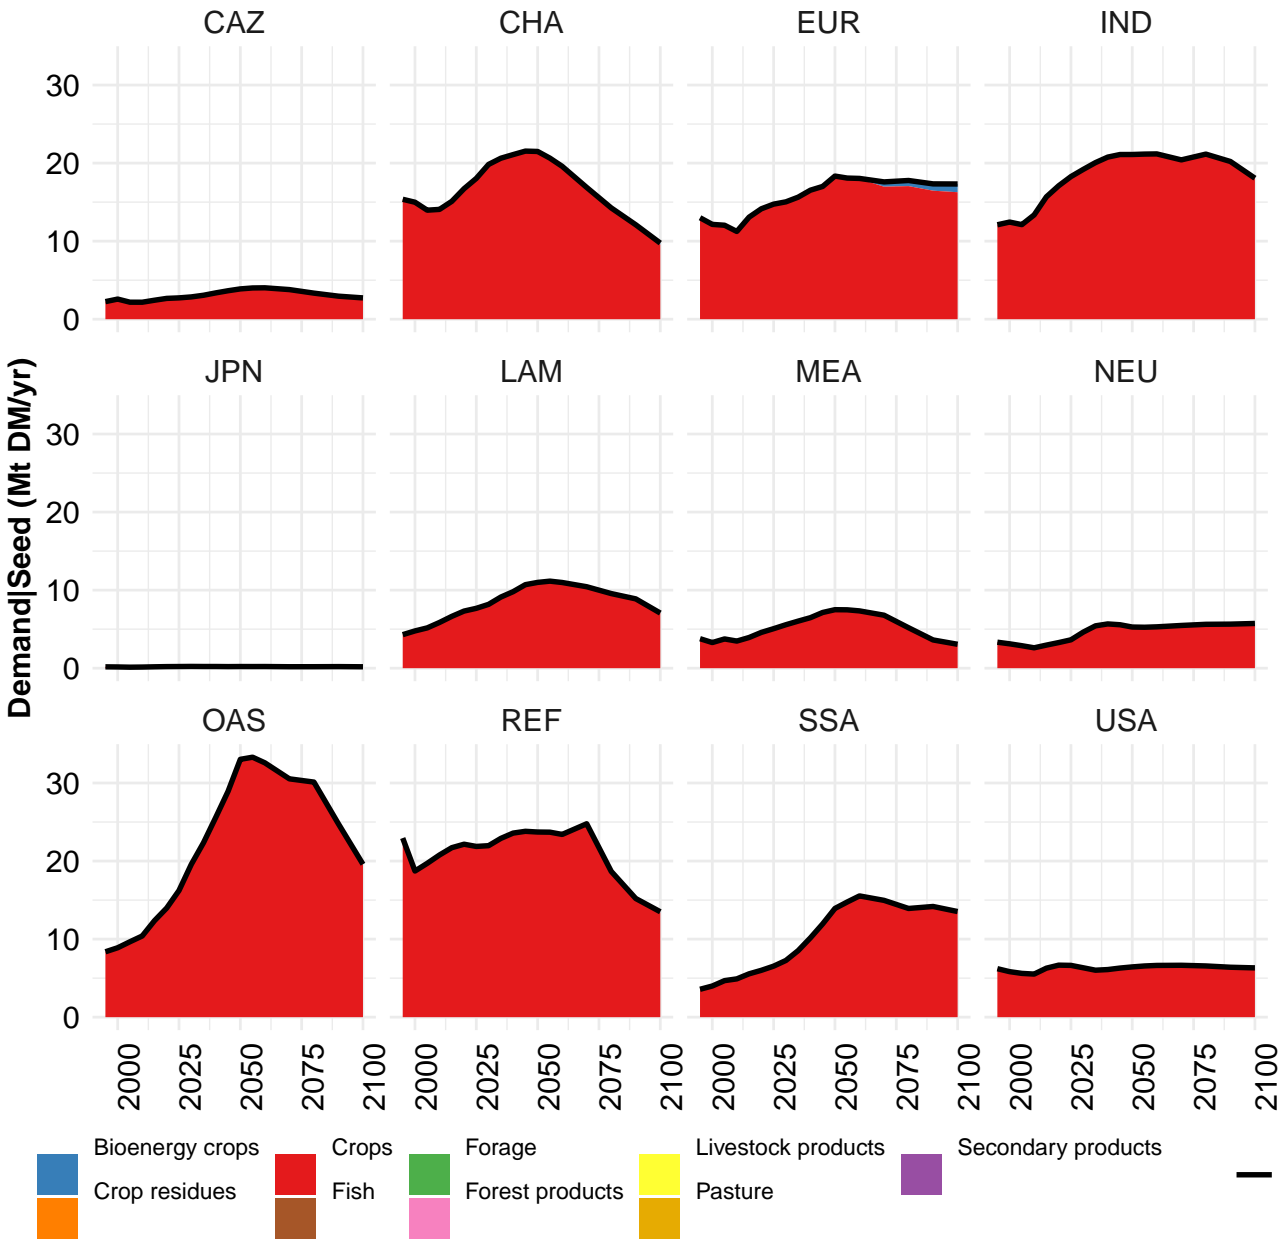 CAZ CHA EUR IND
30
20
10
0
JPN LAM MEA NEU
Demand|Seed (Mt DM/yr)
30
20
10
0
OAS REF SSA USA
30
20
10
0
2000 2025 2050 2075 2100 2000 2025 2050 2075 2100 2000 2025 2050 2075 2100 2000 2025 2050 2075 2100
Bioenergy crops Crops Forage Livestock products Secondary products
Crop residues Fish Forest products Pasture